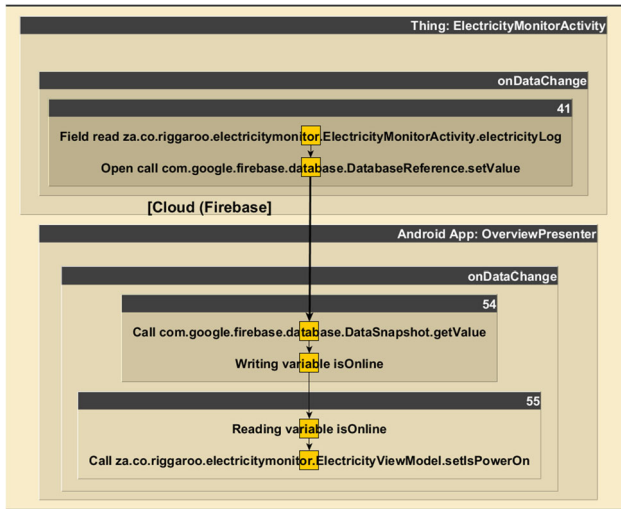 Thing: ElectricityMonitorActivity
onDataChange
41
Field read za.co.riggaroo.electricitymonitor.ElectricityMonitorActivity.electricityLog
Open call com.google.firebase.database.DatabaseReference.setValue
[Cloud (Firebase]
Android App: OverviewPresenter
onDataChange
54
Call com.google.firebase.database.DataSnapshot.getValue
Writing variable isOnline
55
Reading variable isOnline
Call za.co.riggaroo.electricitymonitor.ElectricityViewModel.setIsPowerOn